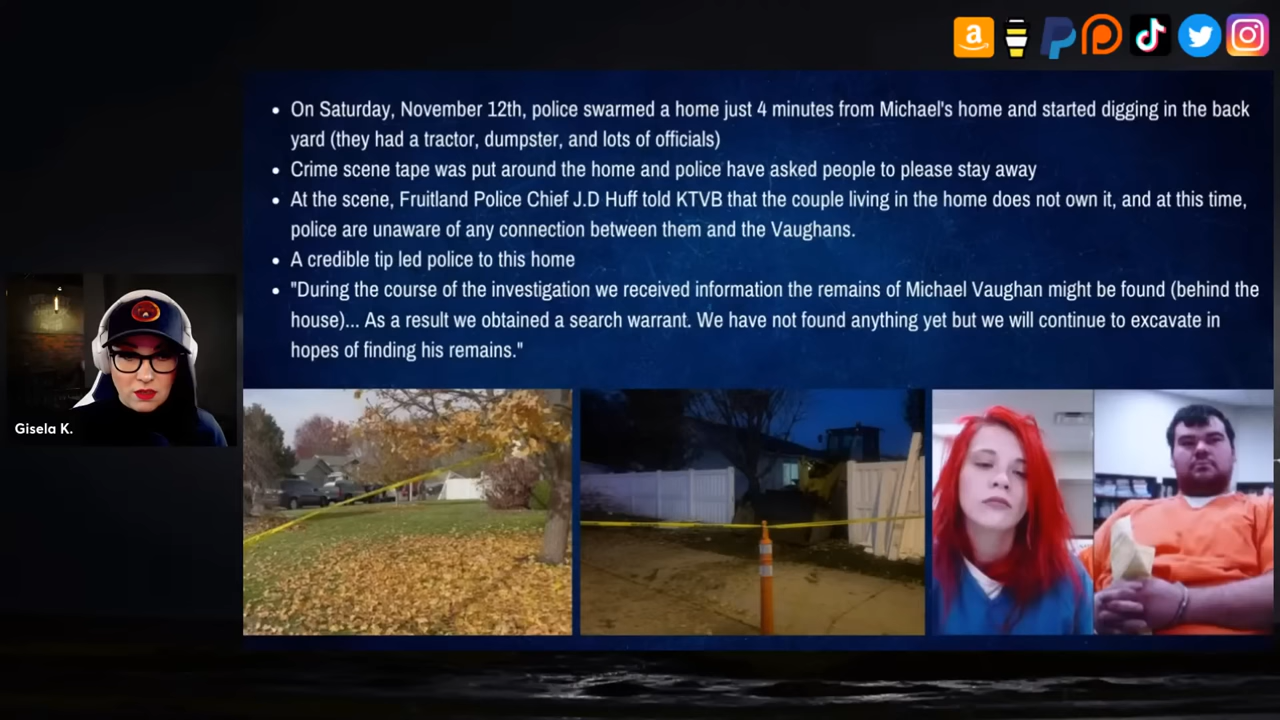 • On Saturday, November 12th, police swarmed a home just 4 minutes from Michael's home and started digging in the back
yard (they had a tractor, dumpster, and lots of officials)
• Crime scene tape was put around the home and police have asked people to please stay away
• At the scene, Fruitland Police Chief J.D Huff told KTVB that the couple living in the home does not own it, and at this time,
police are unaware of any connection between them and the Vaughans.
• A credible tip led police to this home
• "During the course of the investigation we received information the remains of Michael Vaughan might be found (behind the
house)... As a result we obtained a search warrant. We have not found anything yet but we will continue to excavate in
hopes of finding his remains."
Gisela K.